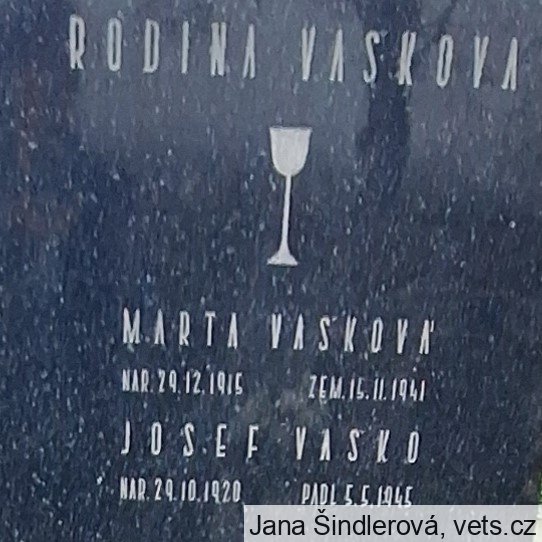 RODINA VASKOVA
MARTA VASKOVÁ
NAR. 29.12.1915 ZEM. 15.11.1941
JOSEF VASKO
NAR. 29.10.1920 PADL 5.5.1945
Jana Šindlerová, vets.cz